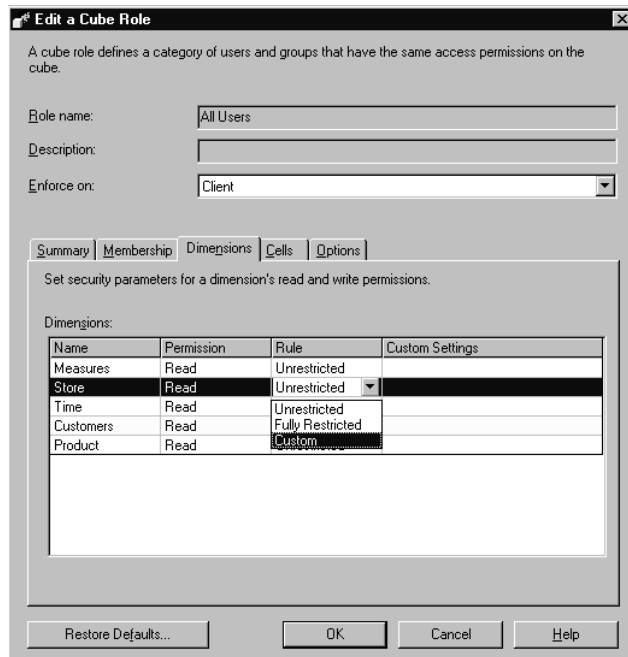 Edit a Cube Role
A cube role defines a category of users and groups that have the same access permissions on the
cube.
Role name: All Users
Description:
Enforce on: Client
Summary Membership Dimensions Cells Options
Set security parameters for a dimension's read and write permissions.
Dimensions:
Name Permission Rule Custom Settings
Measures Read Unrestricted
Store Read Unrestricted
Time Read Unrestricted
Customers Read Fully Restricted
Product Read Custom
Restore Defaults... OK Cancel Help